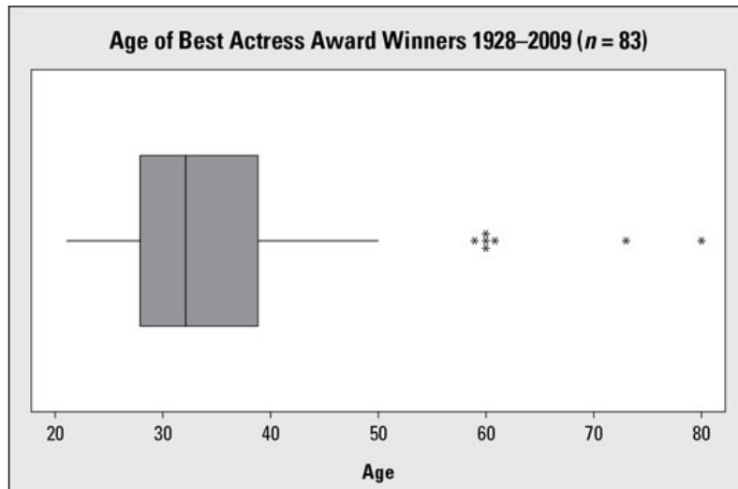 Age of Best Actress Award Winners 1928–2009 (n = 83)
20 30 40 50 60 70 80
Age